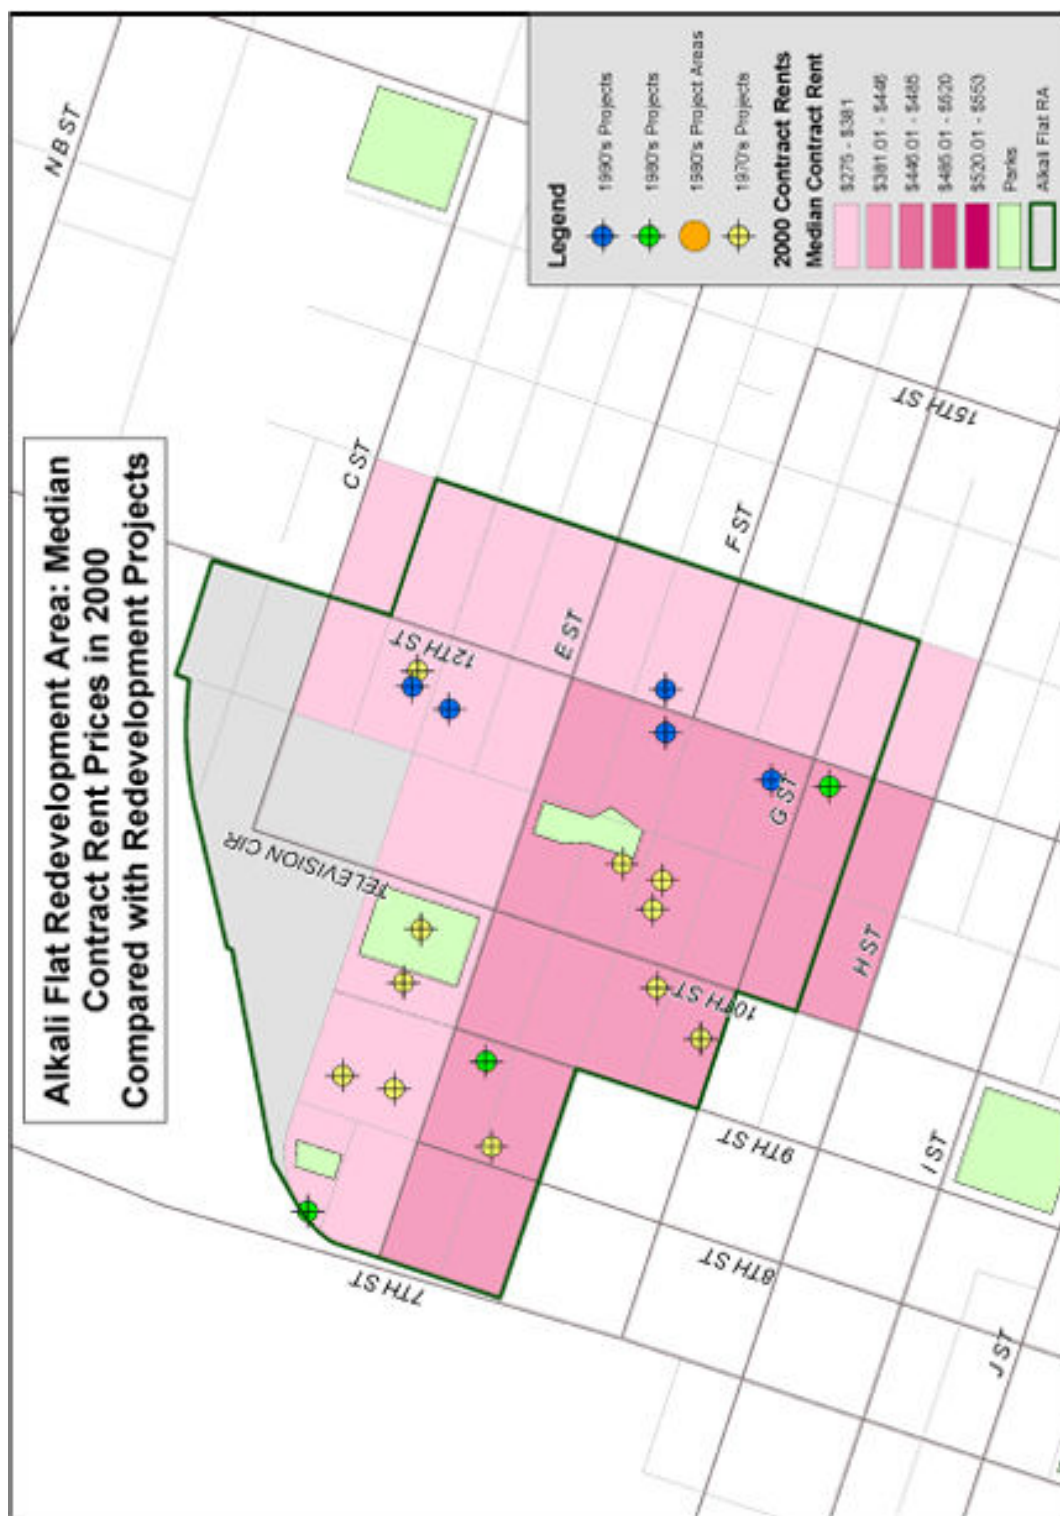 Alkali Flat Redevelopment Area: Median
Contract Rent Prices in 2000
Compared with Redevelopment Projects
Legend
1990's Projects
1980's Projects
1980's Project Areas
1970's Projects
2000 Contract Rents
Median Contract Rent
$275 - $381
$381.01 - $446
$446.01 - $485
$485.01 - $520
$520.01 - $553
Parks
Alkali Flat RA
N B ST
C ST
12TH ST
E ST
F ST
15TH ST
TELEVISION CIR
G ST
H ST
10TH ST
9TH ST
I ST
8TH ST
7TH ST
J ST